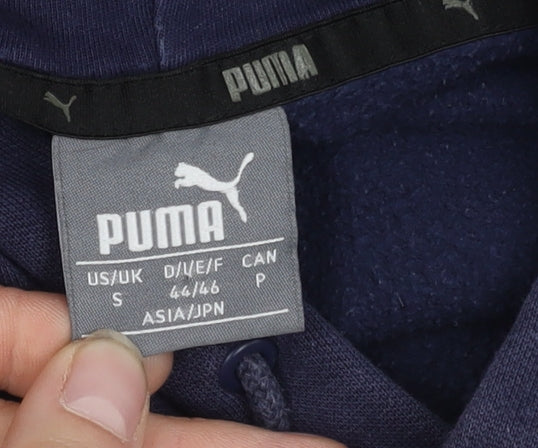 PUMA
PUMA
US/UK D/I/E/F CAN
S 44/46 P
ASIA/JPN